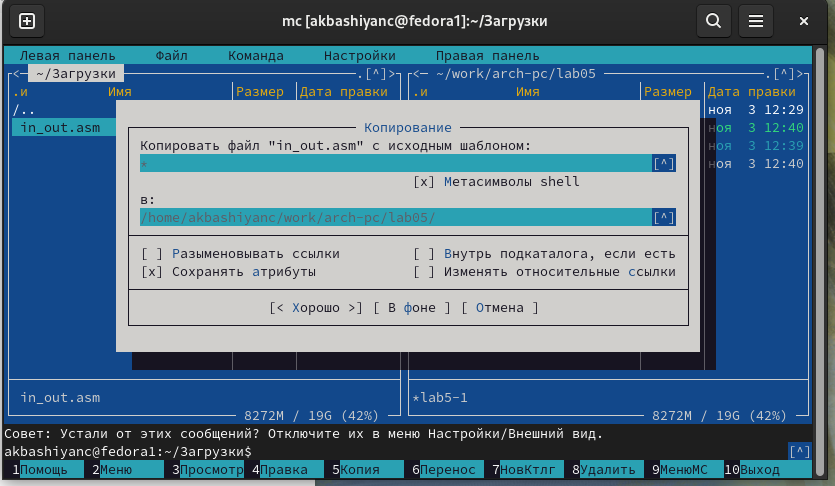 mc [akbashiyanc@fedora1]:~/Загрузки
Левая панель Файл Команда Настройки Правая панель
<─ ~/Загрузки .[^]>
<─ ~/work/arch-pc/lab05 .[^]>
.и Имя Размер Дата правки
.и Имя Размер Дата правки
/..
in_out.asm
ноя 3 12:29
ноя 3 12:40
ноя 3 12:39
ноя 3 12:40
Копирование
Копировать файл "in_out.asm" с исходным шаблоном:
* [^]
[x] Метасимволы shell
в:
/home/akbashiyanc/work/arch-pc/lab05/ [^]
[ ] Разыменовывать ссылки [ ] Внутрь подкаталога, если есть
[x] Сохранять атрибуты [ ] Изменять относительные ссылки
[< Хорошо >] [ В фоне ] [ Отмена ]
in_out.asm
*lab5-1
8272M / 19G (42%)
8272M / 19G (42%)
Совет: Устали от этих сообщений? Отключите их в меню Настройки/Внешний вид.
akbashiyanc@fedora1:~/Загрузки$ [^]
1Помощь 2Меню 3Просмотр 4Правка 5Копия 6Перенос 7НовКтлг 8Удалить 9МенюMC 10Выход